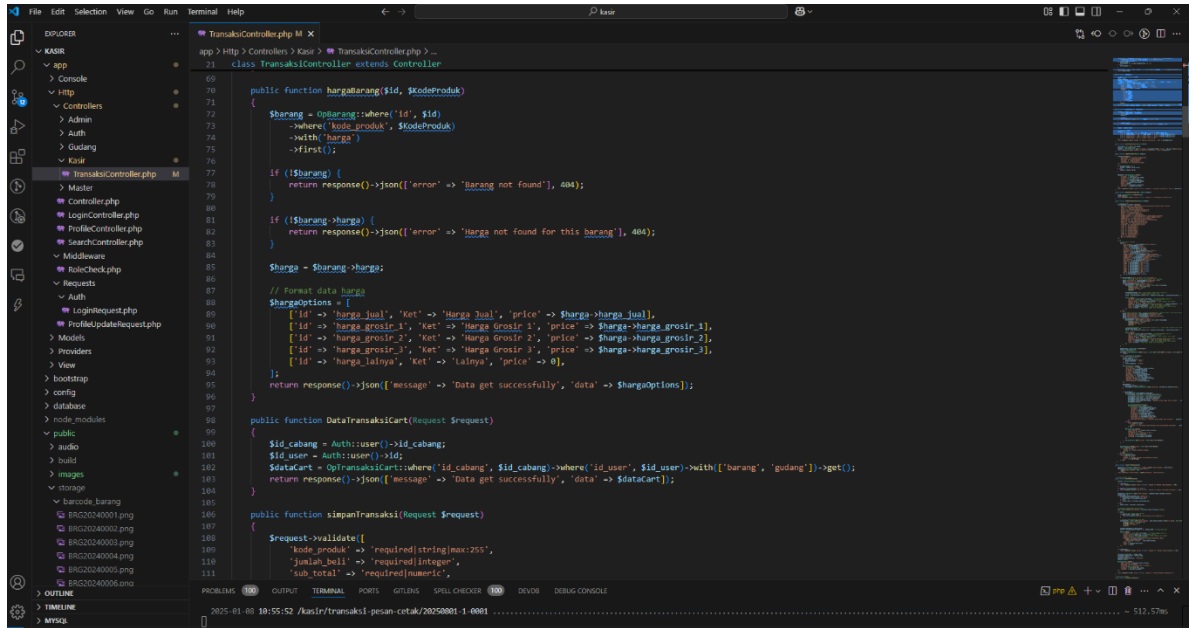 File Edit Selection View Go Run Terminal Help
kasir
EXPLORER
KASIR
app
Console
Http
Controllers
Admin
Auth
Gudang
Kasir
TransaksiController.php M
Master
Controller.php
LoginController.php
ProfileController.php
SearchController.php
Middleware
RoleCheck.php
Requests
Auth
LoginRequest.php
ProfileUpdateRequest.php
Models
Providers
View
bootstrap
config
database
node_modules
public
audio
build
images
storage
barcode_barang
BRG20240001.png
BRG20240002.png
BRG20240003.png
BRG20240004.png
BRG20240005.png
BRG20240006.png
OUTLINE
TIMELINE
MYSQL
TransaksiController.php M
app > Http > Controllers > Kasir > TransaksiController.php > ...
21 class TransaksiController extends Controller
69
70 public function hargaBarang($id, $KodeProduk)
71 {
72 $barang = OpBarang::where('id', $id)
73 ->where('kode_produk', $KodeProduk)
74 ->with('harga')
75 ->first();
76
77 if (!$barang) {
78 return response()->json(['error' => 'Barang not found'], 404);
79 }
80
81 if (!$barang->harga) {
82 return response()->json(['error' => 'Harga not found for this barang'], 404);
83 }
84
85 $harga = $barang->harga;
86
87 // Format data harga
88 $hargaOptions = [
89 ['id' => 'harga_jual', 'Ket' => 'Harga Jual', 'price' => $harga->harga_jual],
90 ['id' => 'harga_grosir_1', 'Ket' => 'Harga Grosir 1', 'price' => $harga->harga_grosir_1],
91 ['id' => 'harga_grosir_2', 'Ket' => 'Harga Grosir 2', 'price' => $harga->harga_grosir_2],
92 ['id' => 'harga_grosir_3', 'Ket' => 'Harga Grosir 3', 'price' => $harga->harga_grosir_3],
93 ['id' => 'harga_lainya', 'Ket' => 'Lainya', 'price' => 0],
94 ];
95 return response()->json(['message' => 'Data get successfully', 'data' => $hargaOptions]);
96 }
97
98 public function DataTransaksiCart(Request $request)
99 {
100 $id_cabang = Auth::user()->id_cabang;
101 $id_user = Auth::user()->id;
102 $dataCart = OpTransaksiCart::where('id_cabang', $id_cabang)->where('id_user', $id_user)->with(['barang', 'gudang'])->get();
103 return response()->json(['message' => 'Data get successfully', 'data' => $dataCart]);
104 }
105
106 public function simpanTransaksi(Request $request)
107 {
108 $request->validate([
109 'kode_produk' => 'required|string|max:255',
110 'jumlah_beli' => 'required|integer',
111 'sub_total' => 'required|numeric',
PROBLEMS 100 OUTPUT TERMINAL PORTS GITLENS SPELL CHECKER 100 DEVDB DEBUG CONSOLE
php
2025-01-08 10:55:52 /kasir/transaksi-pesan-cetak/20250801-1-0001 ........ ~ 512.57ms